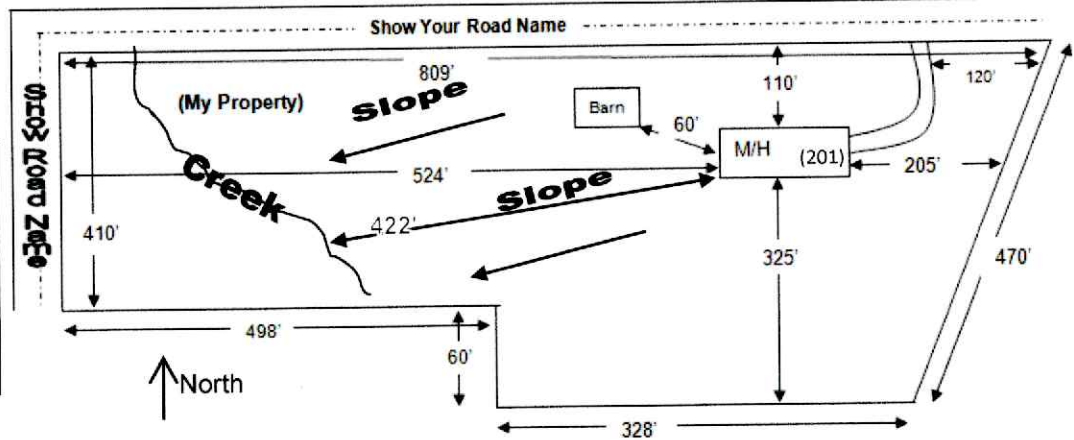 Show Your Road Name
809'
120'
110'
(My Property)
Slope
Barn
60'
M/H (201)
205'
Show Road Name
Creek
524'
Slope
422'
410'
325'
470'
498'
60'
North
328'